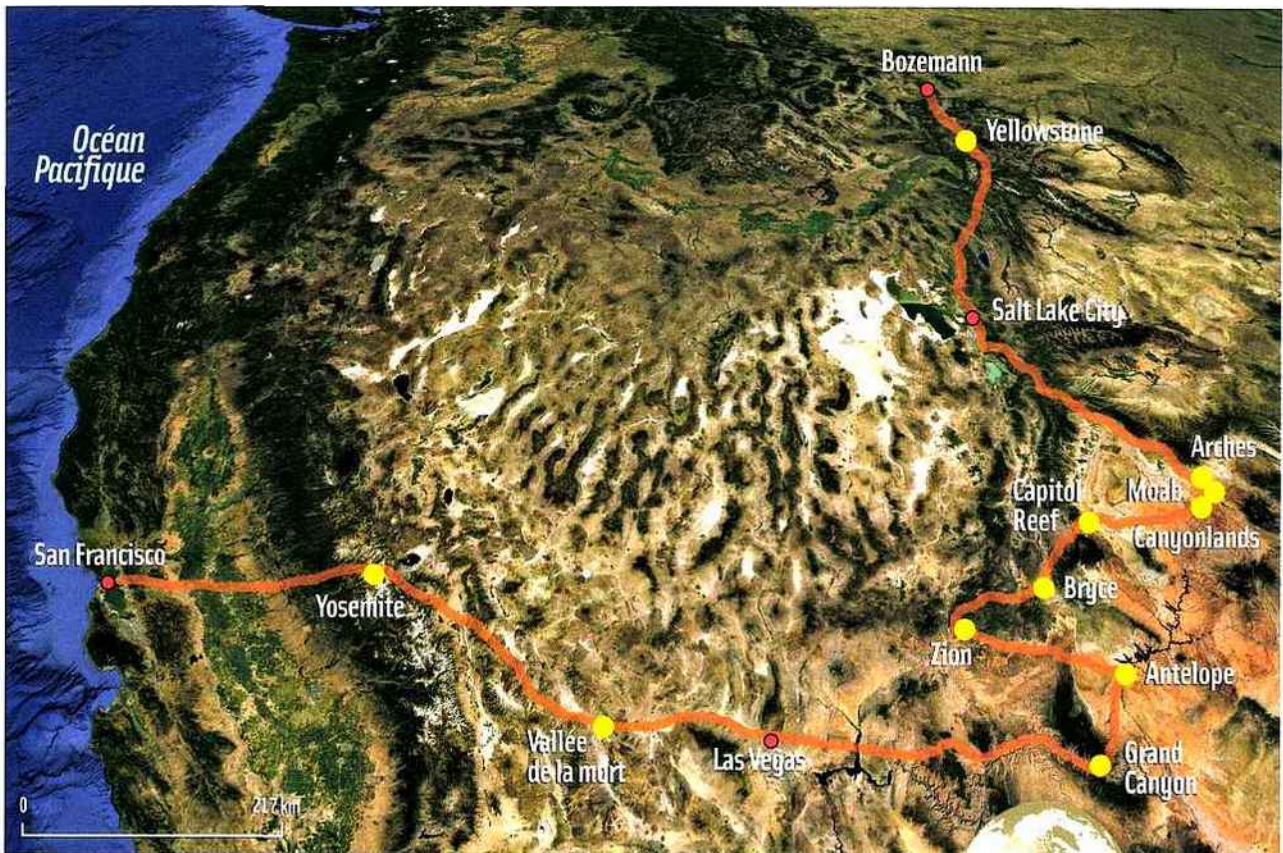 Bozemann
Yellowstone
Océan
Pacifique
Salt Lake City
Arches
Moab
Capitol
Reef
Canyonlands
San Francisco
Yosemite
Bryce
Zion
Antelope
Vallée
de la mort
Las Vegas
Grand
Canyon
0
217 km